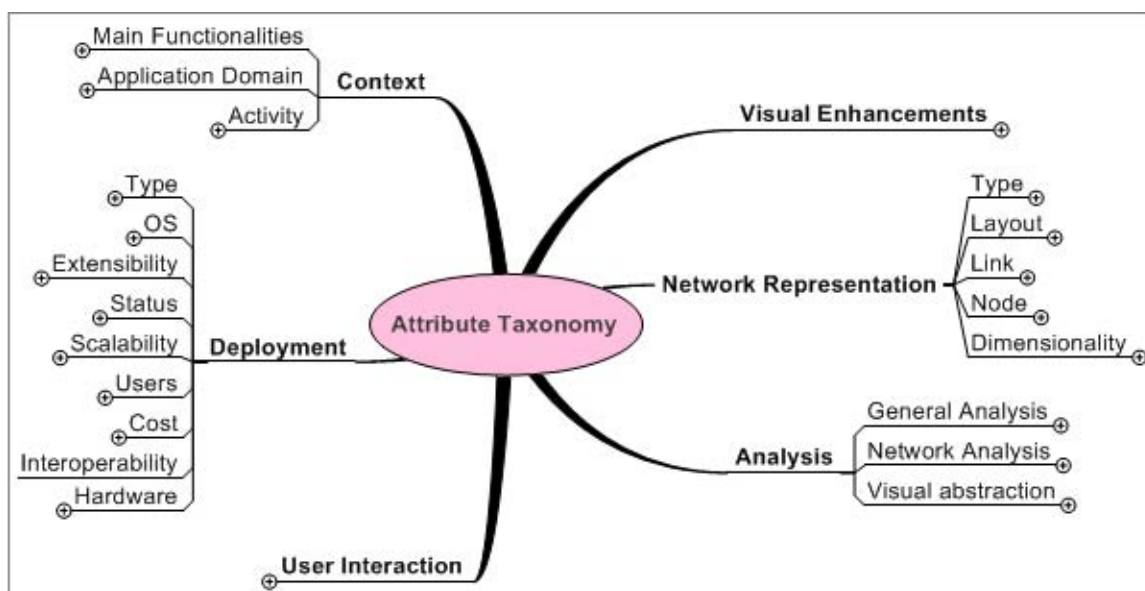 Main Functionalities
Application Domain
Activity
Context
Visual Enhancements
Type
OS
Extensibility
Status
Scalability
Users
Cost
Interoperability
Hardware
Deployment
Attribute Taxonomy
Network Representation
Type
Layout
Link
Node
Dimensionality
Analysis
General Analysis
Network Analysis
Visual abstraction
User Interaction